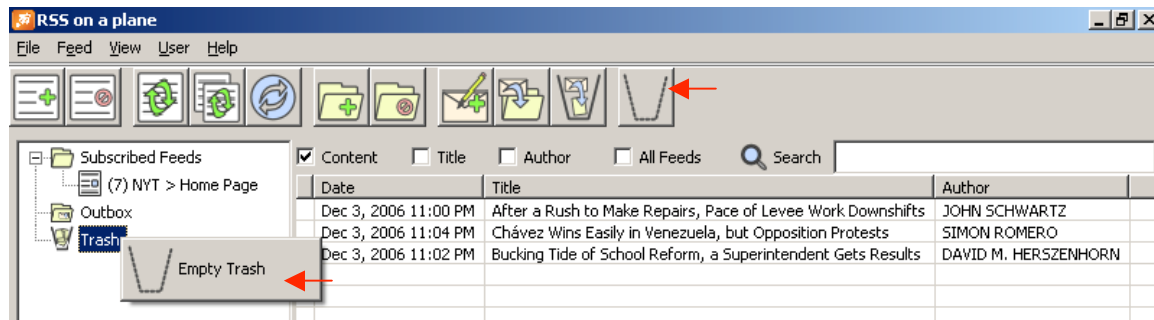 RSS on a plane
File Feed View User Help
Subscribed Feeds
(7) NYT > Home Page
Outbox
Trash
Empty Trash
Content Title Author All Feeds Search
Date Title Author
Dec 3, 2006 11:00 PM After a Rush to Make Repairs, Pace of Levee Work Downshifts JOHN SCHWARTZ
Dec 3, 2006 11:04 PM Chávez Wins Easily in Venezuela, but Opposition Protests SIMON ROMERO
Dec 3, 2006 11:02 PM Bucking Tide of School Reform, a Superintendent Gets Results DAVID M. HERSZENHORN